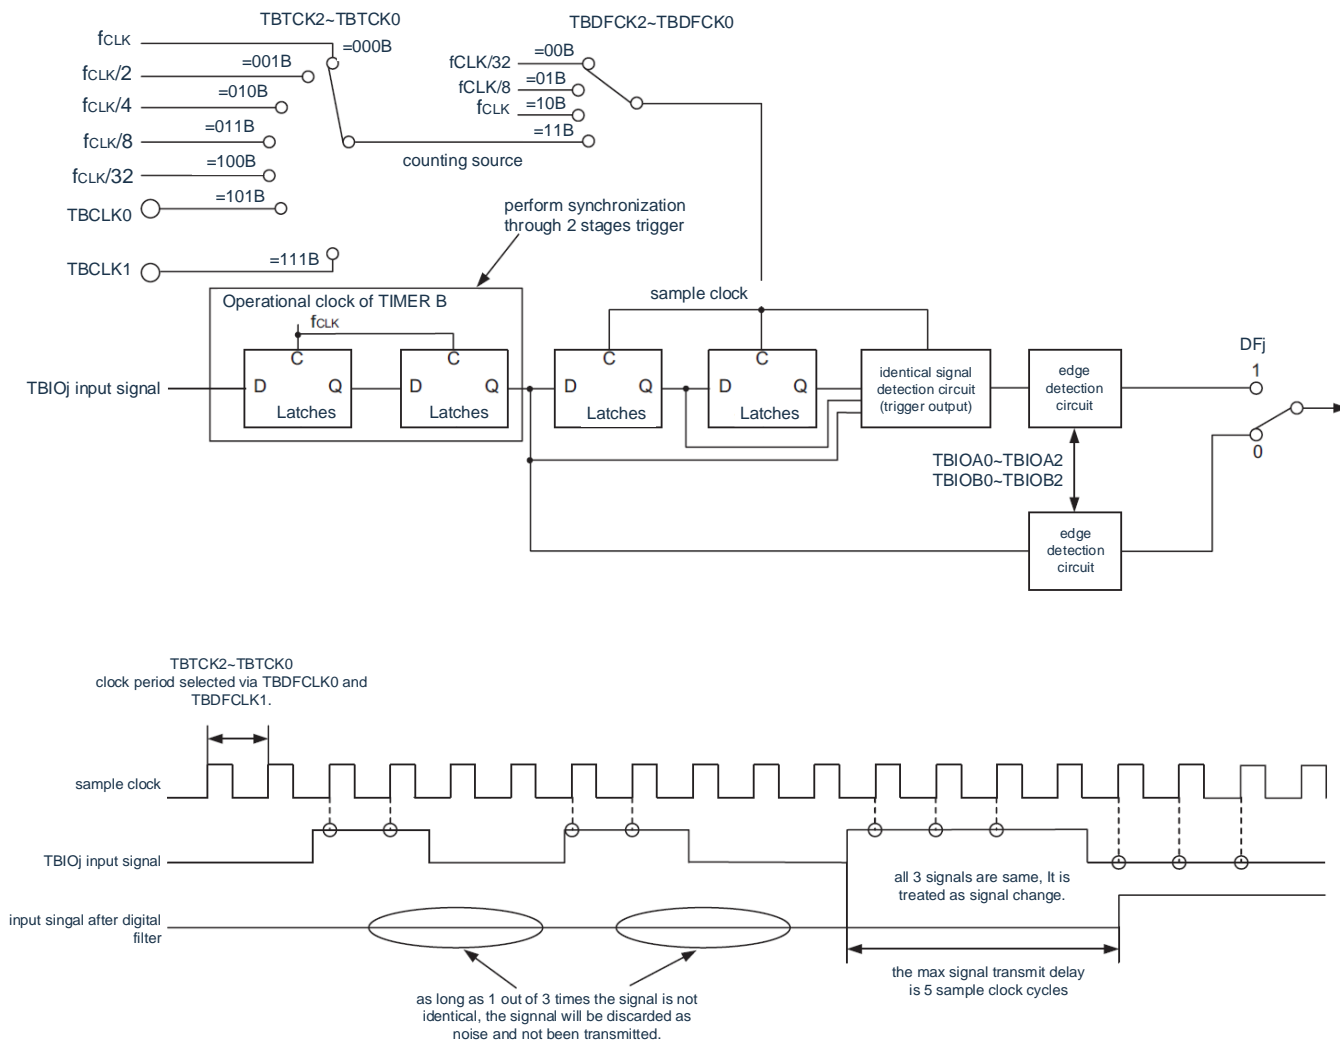 TBTCK2~TBTCK0
TBDFCK2~TBDFCK0
fCLK
=000B
fCLK/2
=001B
fCLK/4
=010B
fCLK/8
=011B
fCLK/32
=100B
TBCLK0
=101B
TBCLK1
=111B
fCLK/32
=00B
fCLK/8
=01B
fCLK
=10B
=11B
counting source
perform synchronization
through 2 stages trigger
Operational clock of TIMER B
fCLK
sample clock
TBIOj input signal
C
D
Q
Latches
C
D
Q
Latches
C
D
Q
Latches
C
D
Q
Latches
identical signal
detection circuit
(trigger output)
edge
detection
circuit
DFj
1
0
TBIOA0~TBIOA2
TBIOB0~TBIOB2
edge
detection
circuit
TBTCK2~TBTCK0
clock period selected via TBDFCLK0 and
TBDFCLK1.
sample clock
TBIOj input signal
all 3 signals are same, It is
treated as signal change.
input singal after digital
filter
the max signal transmit delay
is 5 sample clock cycles
as long as 1 out of 3 times the signal is not
identical, the signnal will be discarded as
noise and not been transmitted.